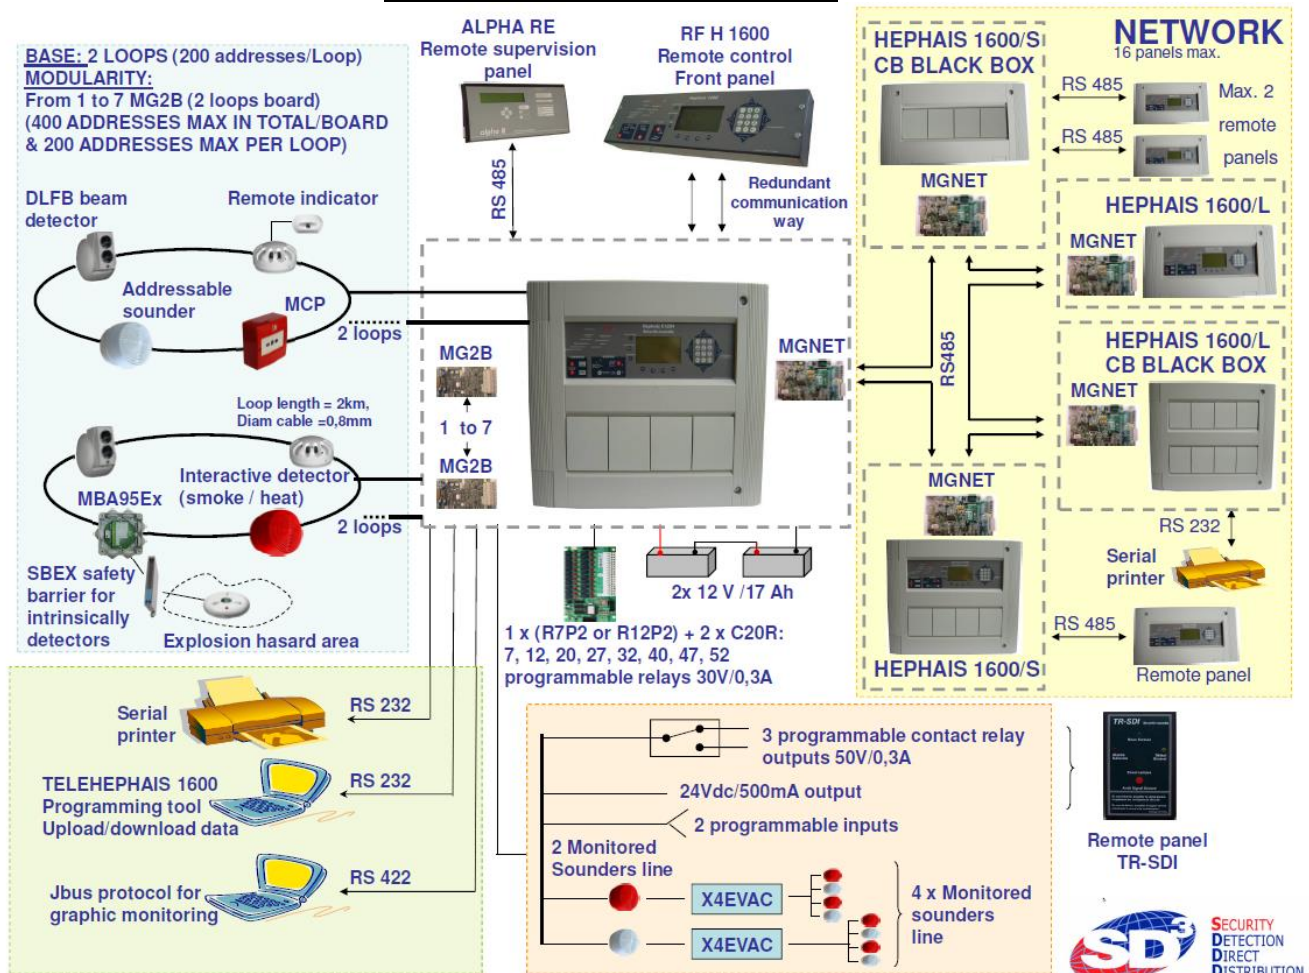 BASE: 2 LOOPS (200 addresses/Loop)
MODULARITY:
From 1 to 7 MG2B (2 loops board)
(400 ADDRESSES MAX IN TOTAL/BOARD
& 200 ADDRESSES MAX PER LOOP)
DLFB beam
detector
Remote indicator
Addressable
sounder
MCP
2 loops
Loop length = 2km,
Diam cable =0,8mm
Interactive detector
(smoke / heat)
MBA95Ex
2 loops
SBEX safety
barrier for
intrinsically
detectors
Explosion hasard area
ALPHA RE
Remote supervision
panel
RF H 1600
Remote control
Front panel
alpha 8
RS 485
Redundant
communication
way
MG2B
1 to 7
MG2B
MGNET
2x 12 V /17 Ah
1 x (R7P2 or R12P2) + 2 x C20R:
7, 12, 20, 27, 32, 40, 47, 52
programmable relays 30V/0,3A
NETWORK
16 panels max.
HEPHAIS 1600/S
CB BLACK BOX
RS 485
RS 485
Max. 2
remote
panels
MGNET
HEPHAIS 1600/L
MGNET
RS485
HEPHAIS 1600/L
CB BLACK BOX
MGNET
MGNET
RS 232
Serial
printer
RS 485
HEPHAIS 1600/S
Remote panel
Serial
printer
RS 232
TELEHEPHAIS 1600
Programming tool
Upload/download data
RS 232
Jbus protocol for
graphic monitoring
RS 422
3 programmable contact relay
outputs 50V/0,3A
24Vdc/500mA output
2 programmable inputs
2 Monitored
Sounders line
X4EVAC
X4EVAC
4 x Monitored
sounders
line
TR-SDI
Remote panel
TR-SDI
SD3
SECURITY
DETECTION
DIRECT
DISTRIBUTION